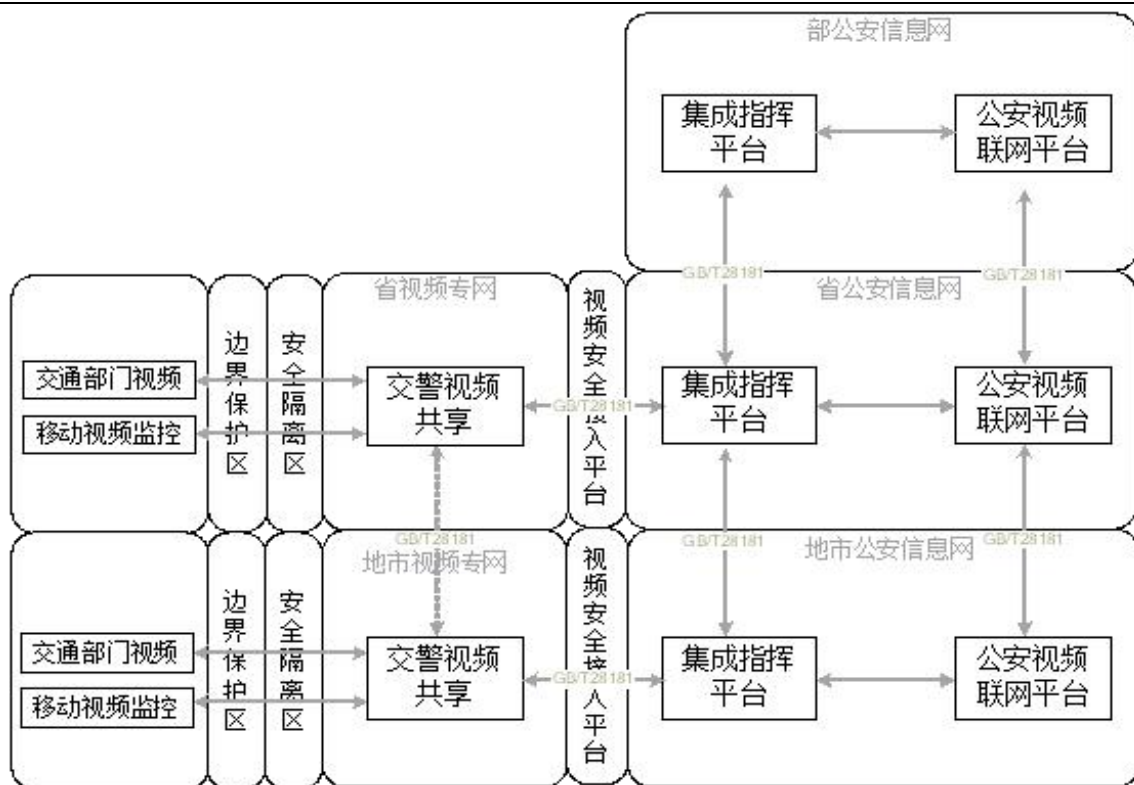 部公安信息网
集成指挥
平台
公安视频
联网平台
GB/T28181
GB/T28181
省视频专网
省公安信息网
交通部门视频
移动视频监控
边界保护区
安全隔离区
交警视频
共享
GB/T28181
视频安全接入平台
集成指挥
平台
公安视频
联网平台
GB/T28181
GB/T28181
GB/T28181
地市视频专网
地市公安信息网
交通部门视频
移动视频监控
边界保护区
安全隔离区
交警视频
共享
GB/T28181
视频安全接入平台
集成指挥
平台
公安视频
联网平台